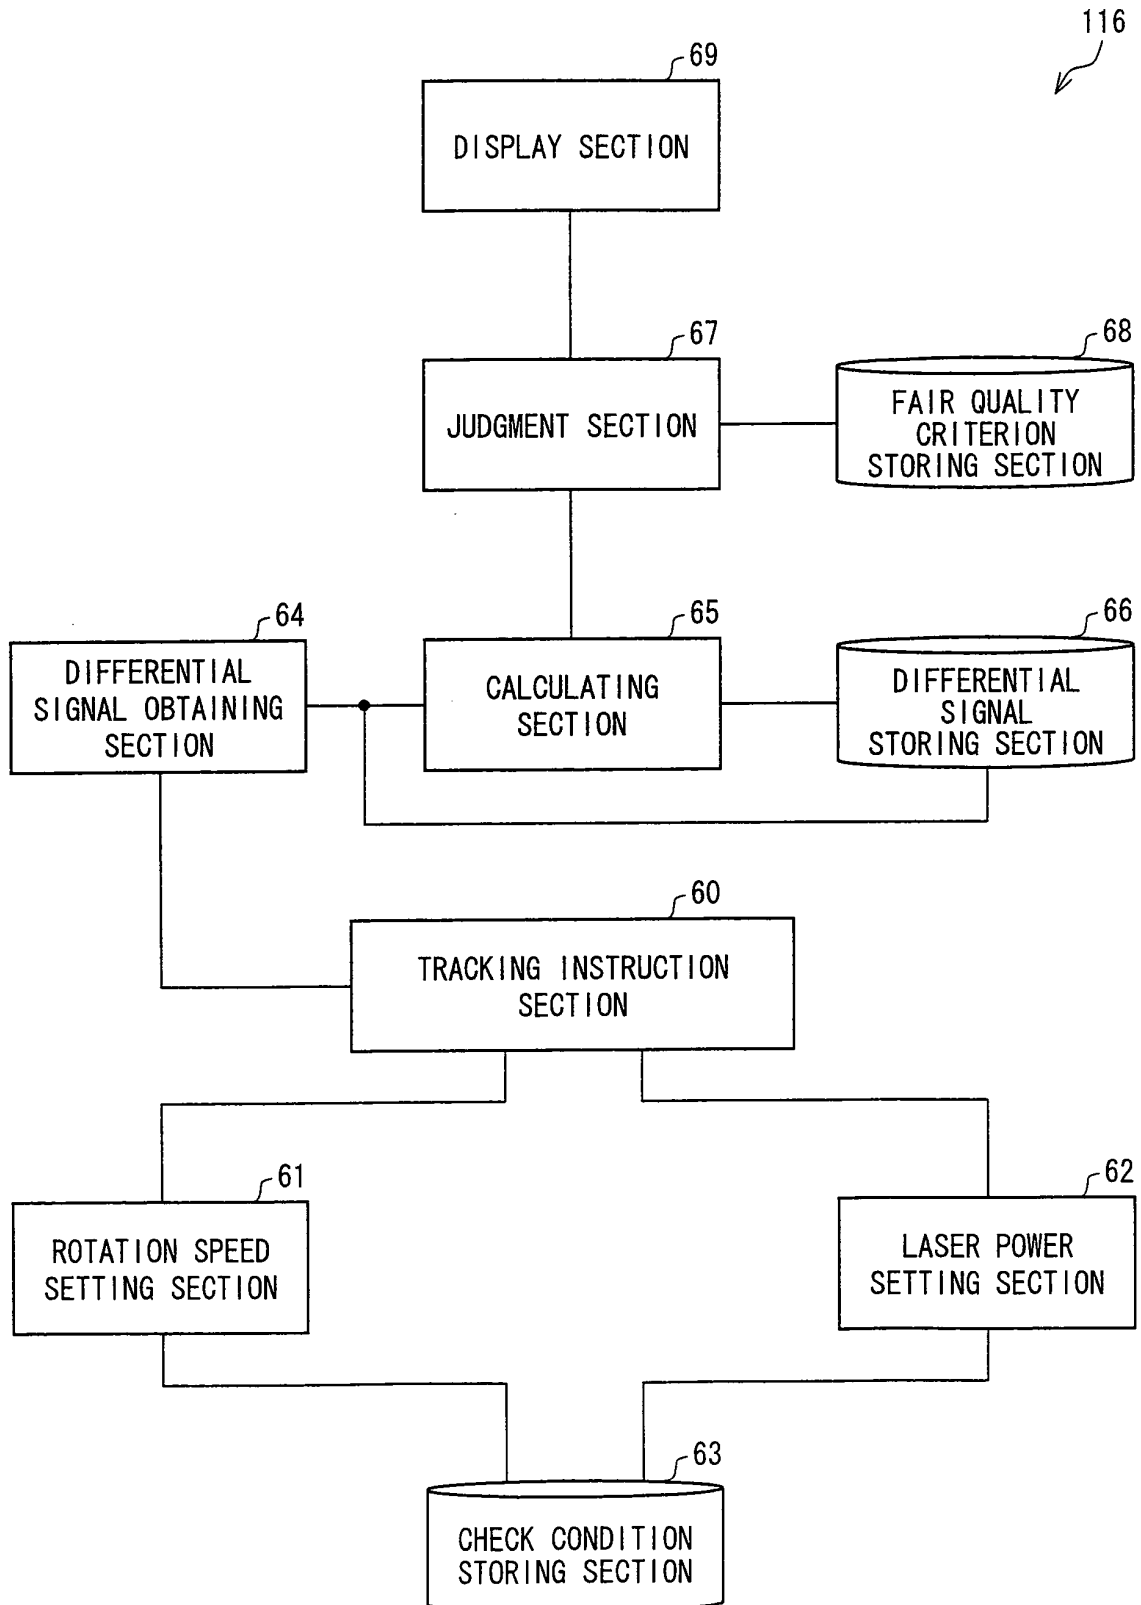 116
69
DISPLAY SECTION
67
JUDGMENT SECTION
68
FAIR QUALITY
CRITERION
STORING SECTION
64
DIFFERENTIAL
SIGNAL OBTAINING
SECTION
65
CALCULATING
SECTION
66
DIFFERENTIAL
SIGNAL
STORING SECTION
60
TRACKING INSTRUCTION
SECTION
61
ROTATION SPEED
SETTING SECTION
62
LASER POWER
SETTING SECTION
63
CHECK CONDITION
STORING SECTION